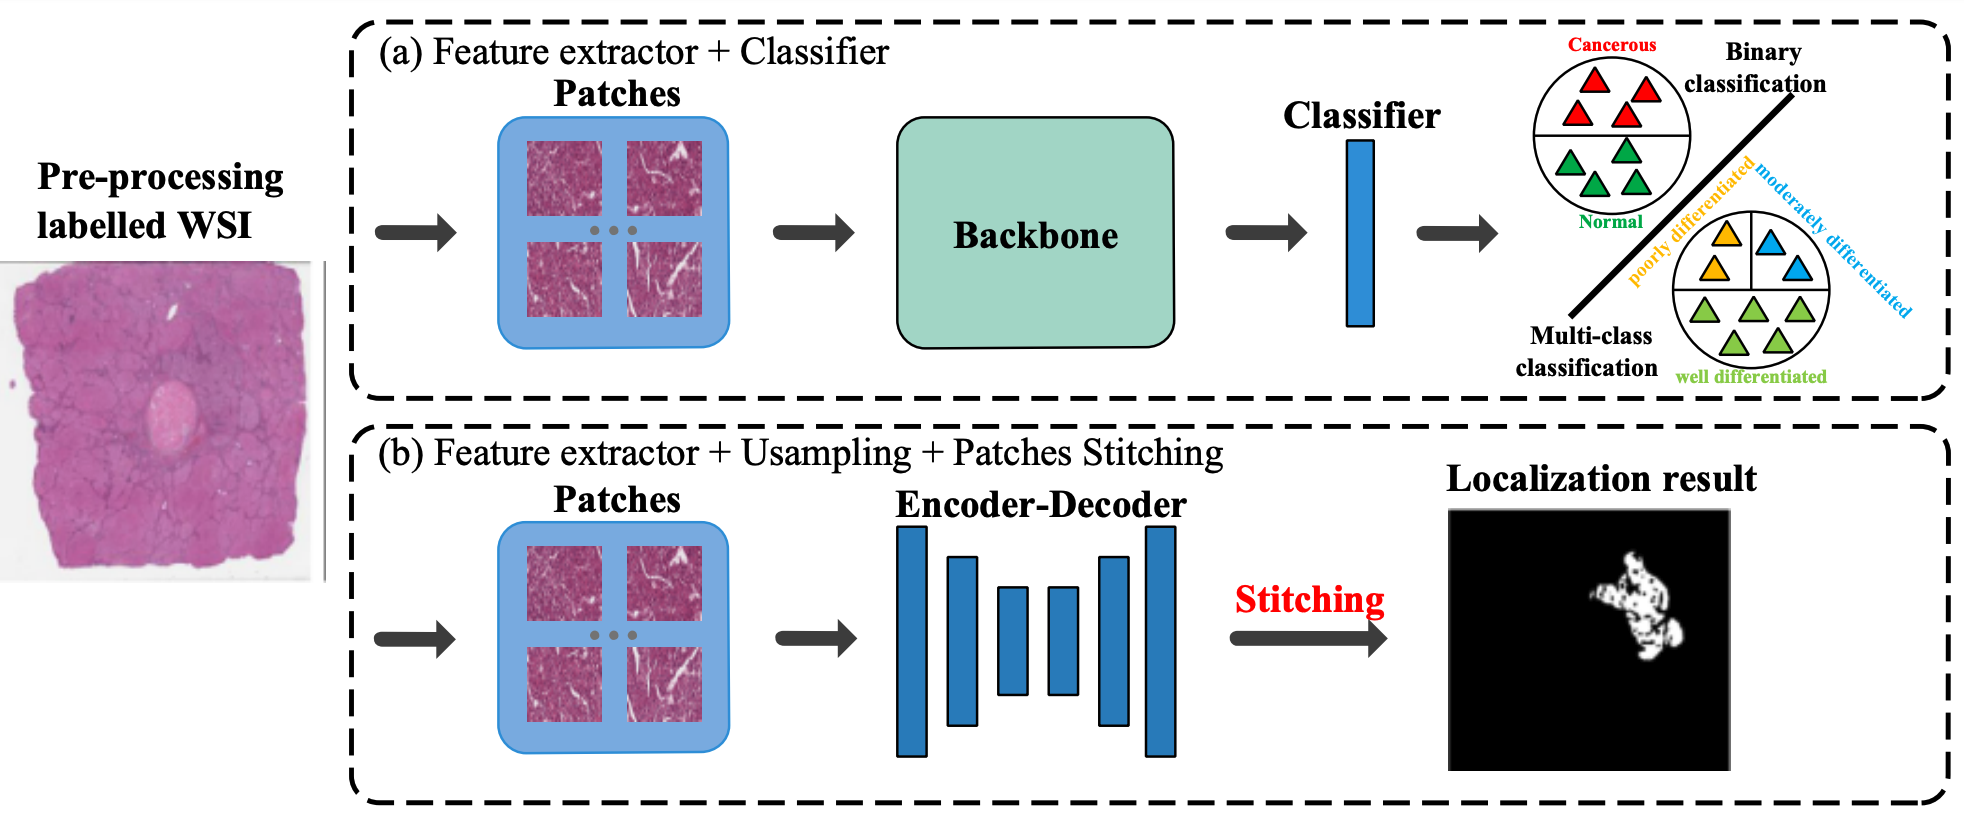 Pre-processing
labelled WSI
(a) Feature extractor + Classifier
Patches
Backbone
Classifier
Cancerous
Normal
Binary
classification
poorly differentiated
moderately differentiated
well differentiated
Multi-class
classification
(b) Feature extractor + Usampling + Patches Stitching
Patches
Encoder-Decoder
Stitching
Localization result